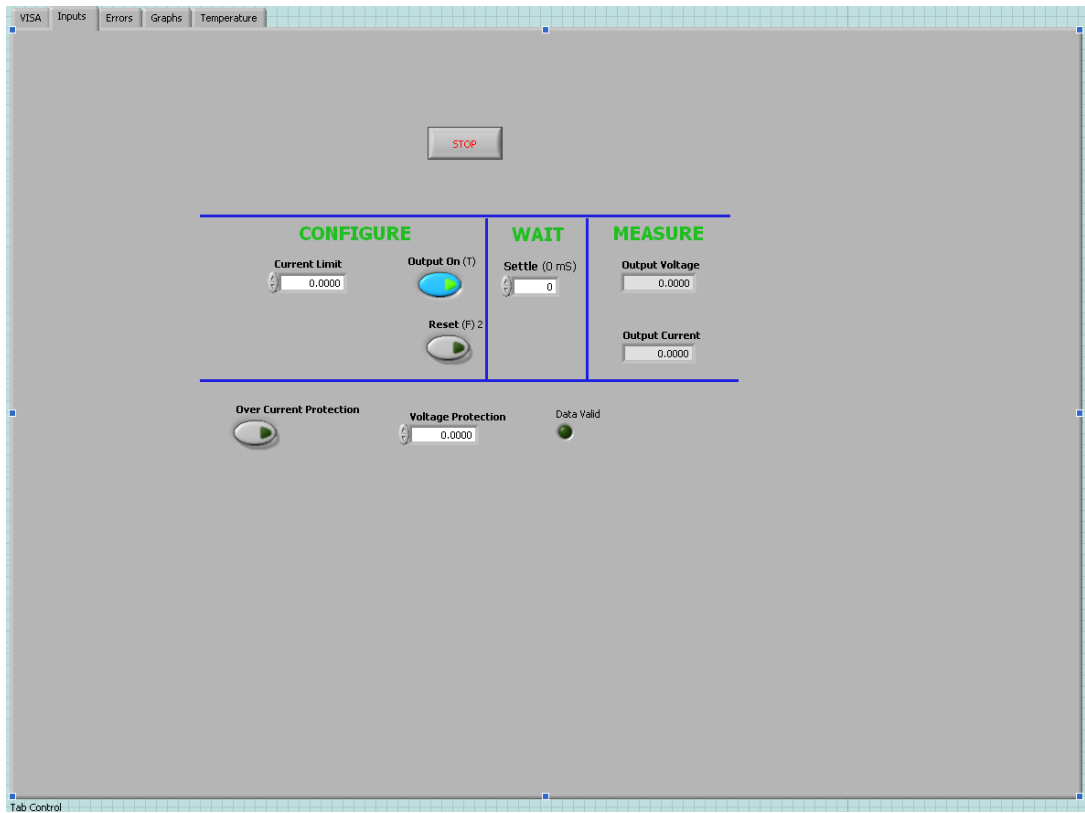 VISA Inputs Errors Graphs Temperature
STOP
CONFIGURE WAIT MEASURE
Current Limit Output On (T) Settle (0 mS) Output Voltage
0.0000 0 0.0000
Reset (F) 2 Output Current
0.0000
Over Current Protection Voltage Protection Data Valid
0.0000
Tab Control